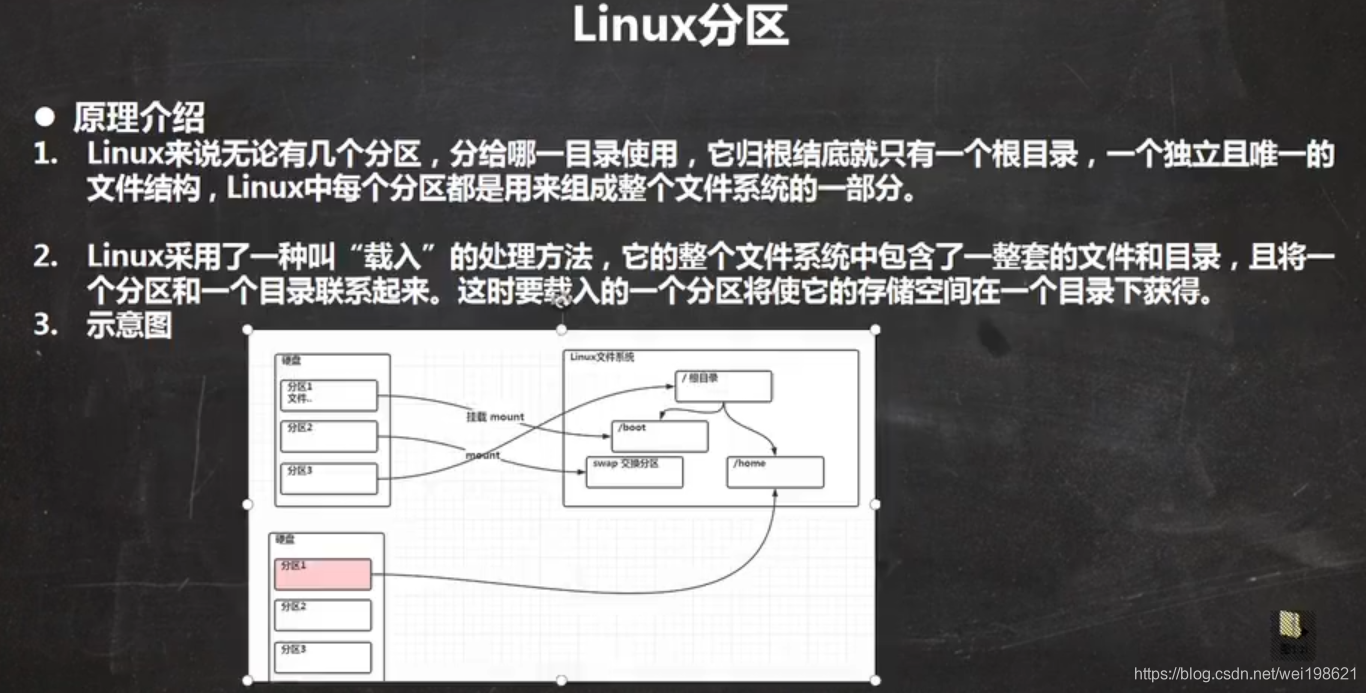 Linux分区
● 原理介绍
1. Linux来说无论有几个分区，分给哪一目录使用，它归根结底就只有一个根目录，一个独立且唯一的
文件结构，Linux中每个分区都是用来组成整个文件系统的一部分。
2. Linux采用了一种叫“载入”的处理方法，它的整个文件系统中包含了一整套的文件和目录，且将一
个分区和一个目录联系起来。这时要载入的一个分区将使它的存储空间在一个目录下获得。
3. 示意图
硬盘
分区1
文件..
分区2
分区3
挂载 mount
mount
Linux文件系统
/ 根目录
/boot
swap 交换分区
/home
硬盘
分区1
分区2
分区3
https://blog.csdn.net/wei198621